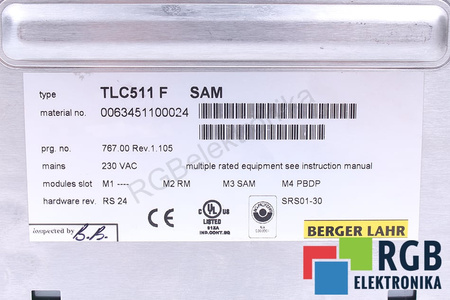 type TLC511 F SAM
material no. 0063451100024
prg. no. 767.00 Rev.1.105
mains 230 VAC multiple rated equipment see instruction manual
modules slot M1 ---- M2 RM M3 SAM M4 PBDP
hardware rev. RS 24 SRS01-30
inspected by B.B.
CE
C UL US
LISTED
IND.CONT.EQ
BERGER LAHR
RGBelektronika
RGB
ELEKTRONIKA